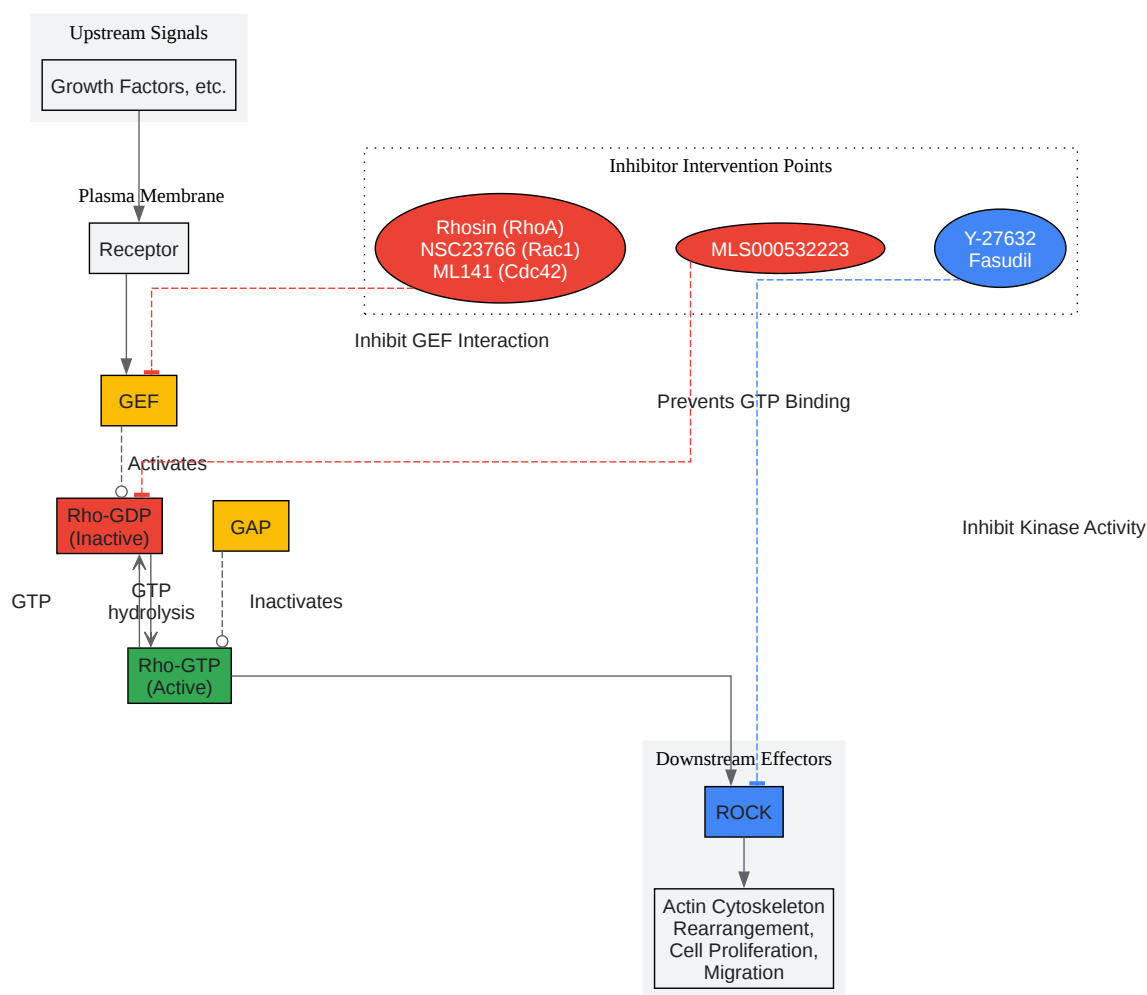 Upstream Signals
Growth Factors, etc.
Inhibitor Intervention Points
Plasma Membrane
Receptor
Rhosin (RhoA)
NSC23766 (Rac1)
ML141 (Cdc42)
MLS000532223
Y-27632
Fasudil
Inhibit GEF Interaction
GEF
Prevents GTP Binding
Activates
Rho-GDP
(Inactive)
GAP
Inhibit Kinase Activity
GTP
GTP
hydrolysis
Inactivates
Rho-GTP
(Active)
Downstream Effectors
ROCK
Actin Cytoskeleton
Rearrangement,
Cell Proliferation,
Migration